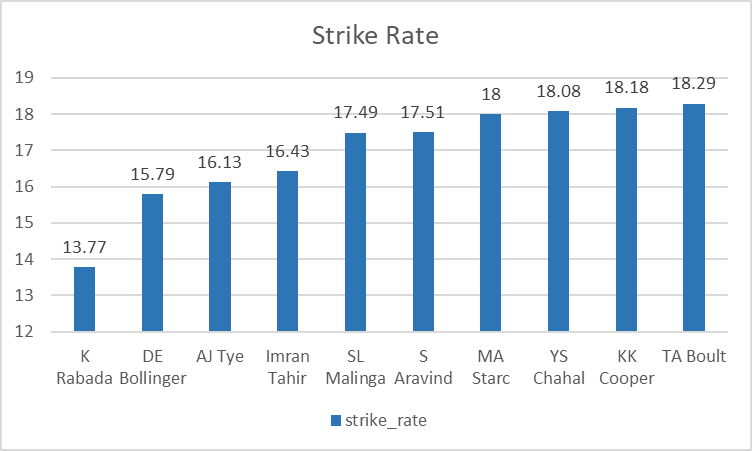 Strike Rate
19
18
17
16
15
14
13
12
13.77
15.79
16.13
16.43
17.49
17.51
18
18.08
18.18
18.29
K
Rabada
DE
Bollinger
AJ Tye
Imran
Tahir
SL
Malinga
S
Aravind
MA
Starc
YS
Chahal
KK
Cooper
TA Boult
strike_rate